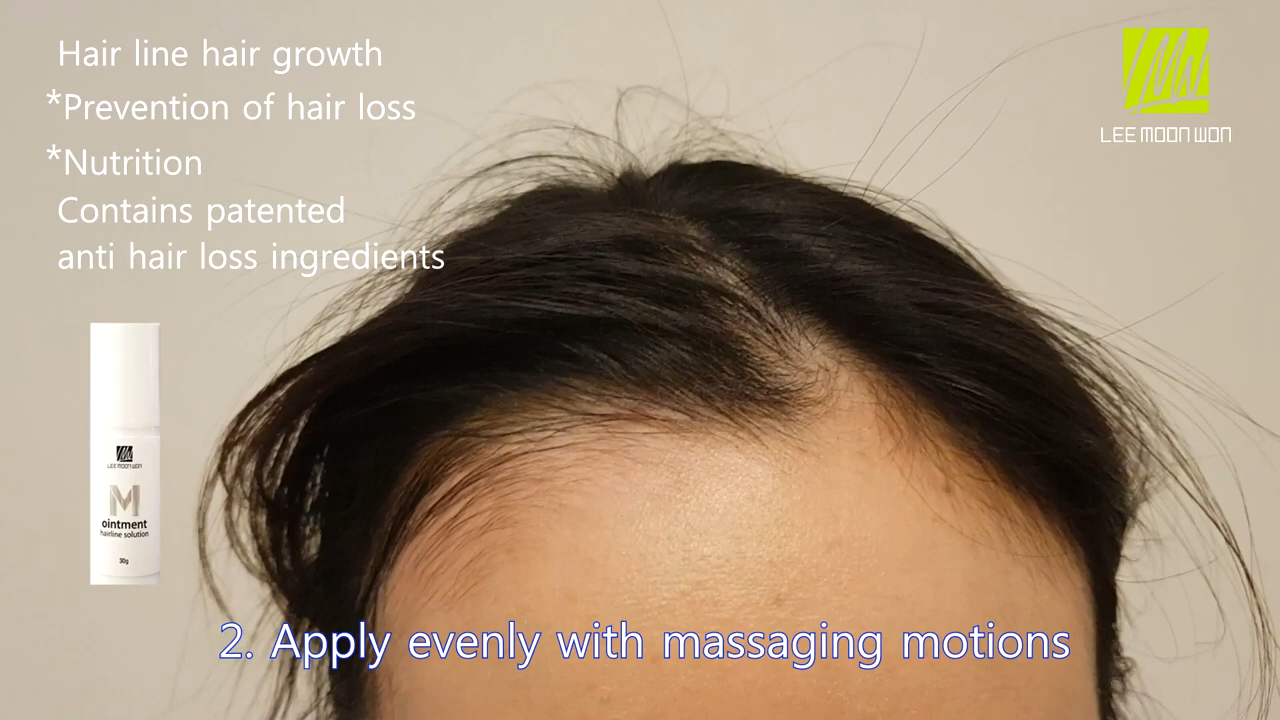 Hair line hair growth
*Prevention of hair loss
*Nutrition
Contains patented
anti hair loss ingredients
LEE MOON WON
LEE MOON WON
M
ointment
hairline solution
30g
2. Apply evenly with massaging motions